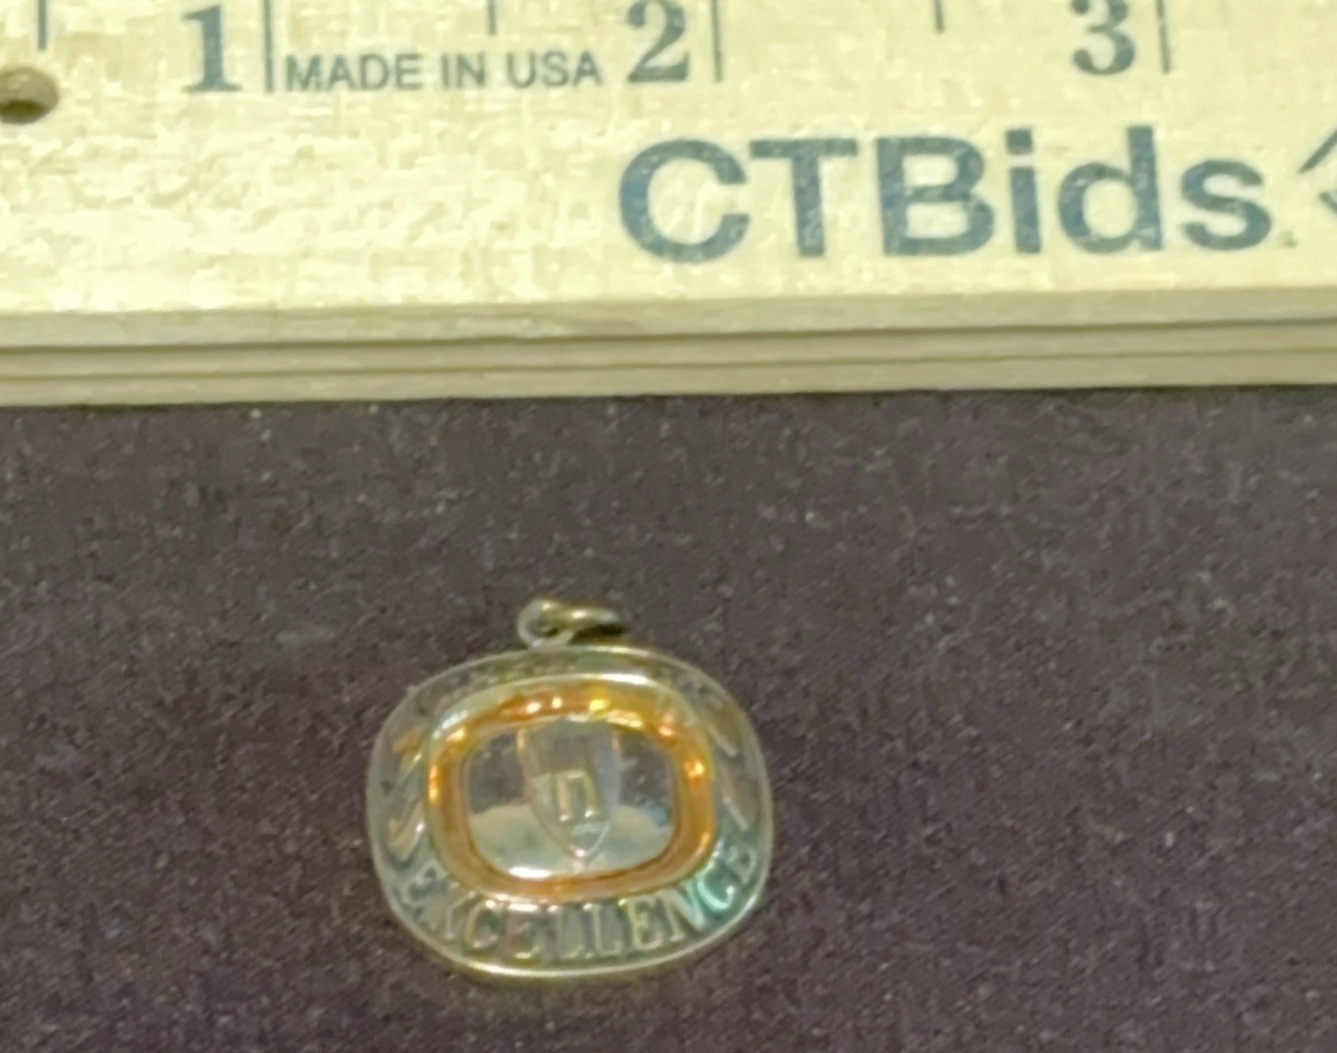 1 MADE IN USA 2 3
CTBids
EXCELLENCE